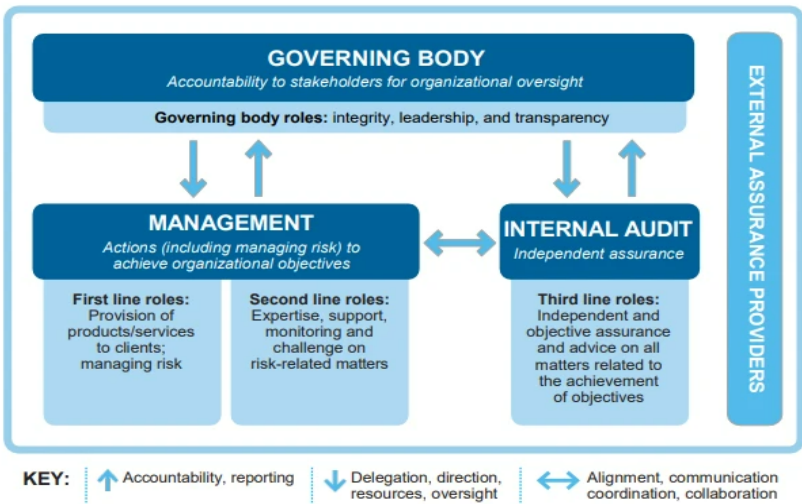 GOVERNING BODY
Accountability to stakeholders for organizational oversight
Governing body roles: integrity, leadership, and transparency
MANAGEMENT
Actions (including managing risk) to
achieve organizational objectives
First line roles:
Provision of
products/services
to clients;
managing risk
Second line roles:
Expertise, support,
monitoring and
challenge on
risk-related matters
INTERNAL AUDIT
Independent assurance
Third line roles:
Independent and
objective assurance
and advice on all
matters related to
the achievement
of objectives
EXTERNAL ASSURANCE PROVIDERS
KEY:
Accountability, reporting
Delegation, direction,
resources, oversight
Alignment, communication
coordination, collaboration